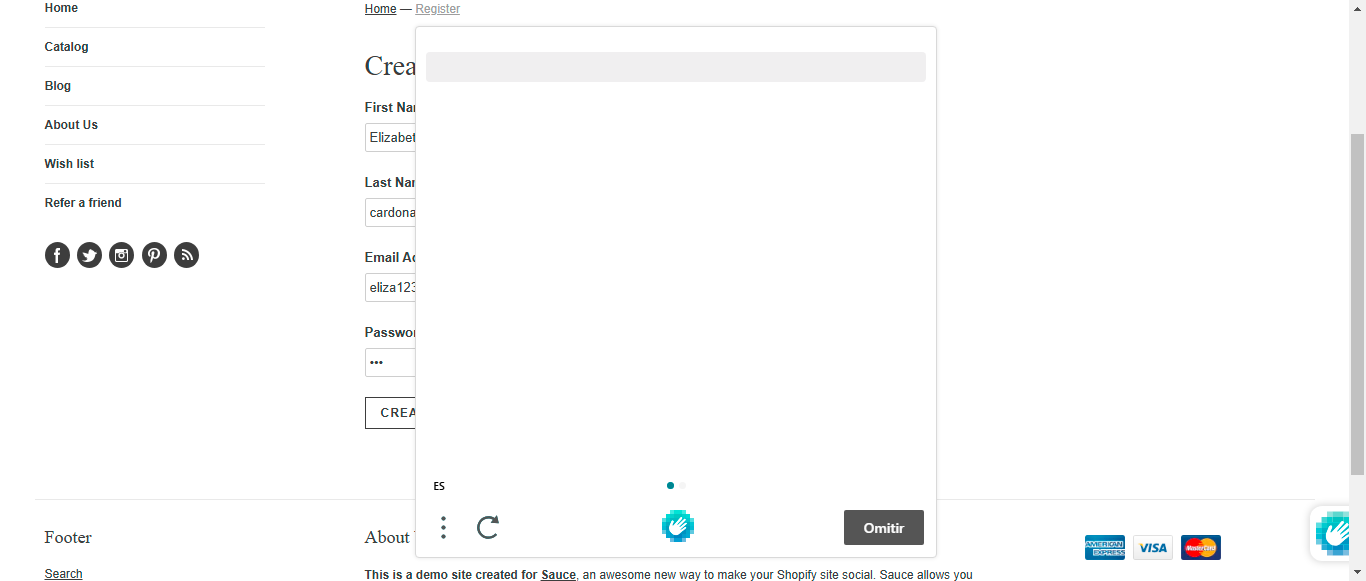 Home
Catalog
Blog
About Us
Wish list
Refer a friend
Home — Register
Crea
First Nar
Elizabet
Last Nar
cardona
Email Ad
eliza123
Passwor
•••
CREA
ES
Omitir
Footer
Search
About
This is a demo site created for Sauce, an awesome new way to make your Shopify site social. Sauce allows you
AMERICAN EXPRESS
VISA
MasterCard